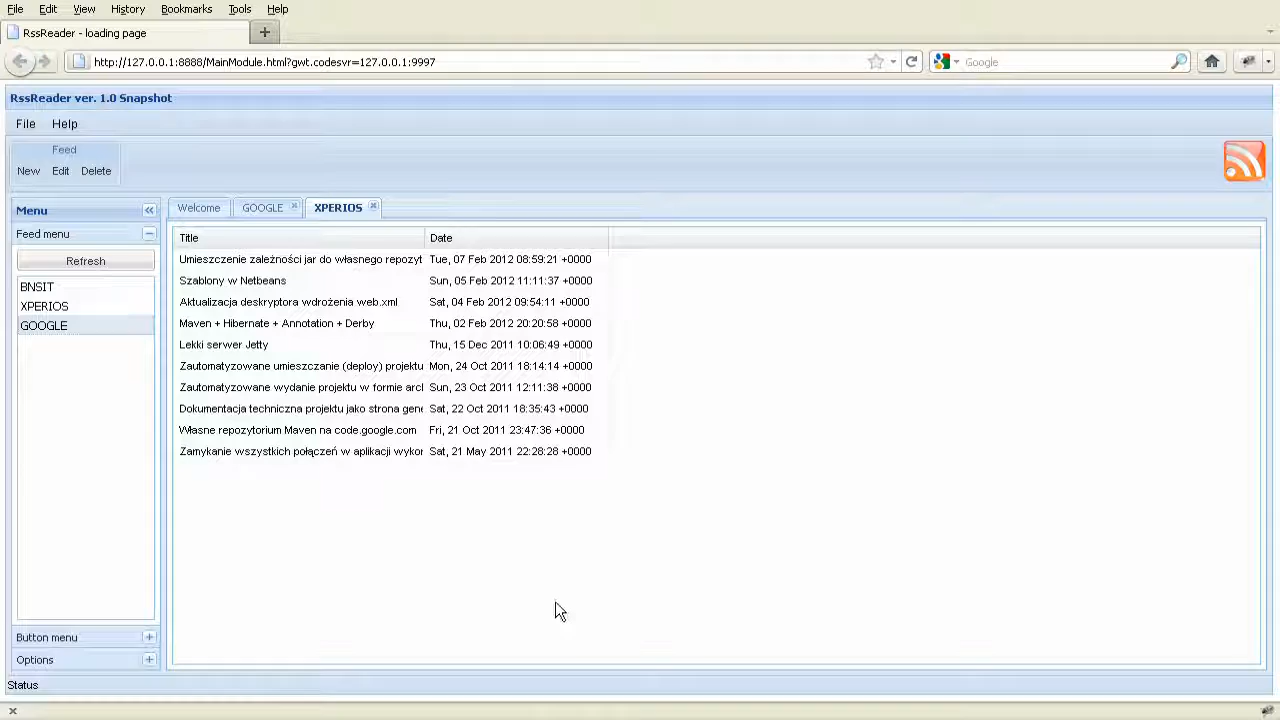 File Edit View History Bookmarks Tools Help
RssReader - loading page
http://127.0.0.1:8888/MainModule.html?gwt.codesvr=127.0.0.1:9997
Google
RssReader ver. 1.0 Snapshot
File Help
Feed
New Edit Delete
Menu
Feed menu
Refresh
BNSIT
XPERIOS
GOOGLE
Button menu
Options
Welcome GOOGLE XPERIOS
Title Date
Umieszczenie zależności jar do własnego repozyt Tue, 07 Feb 2012 08:59:21 +0000
Szablony w Netbeans Sun, 05 Feb 2012 11:11:37 +0000
Aktualizacja deskryptora wdrożenia web.xml Sat, 04 Feb 2012 09:54:11 +0000
Maven + Hibernate + Annotation + Derby Thu, 02 Feb 2012 20:20:58 +0000
Lekki serwer Jetty Thu, 15 Dec 2011 10:06:49 +0000
Zautomatyzowane umieszczanie (deploy) projektu Mon, 24 Oct 2011 18:14:14 +0000
Zautomatyzowane wydanie projektu w formie arc Sun, 23 Oct 2011 12:11:38 +0000
Dokumentacja techniczna projektu jako strona gene Sat, 22 Oct 2011 18:35:43 +0000
Własne repozytorium Maven na code.google.com Fri, 21 Oct 2011 23:47:36 +0000
Zamykanie wszystkich połączeń w aplikacji wykor Sat, 21 May 2011 22:28:28 +0000
Status